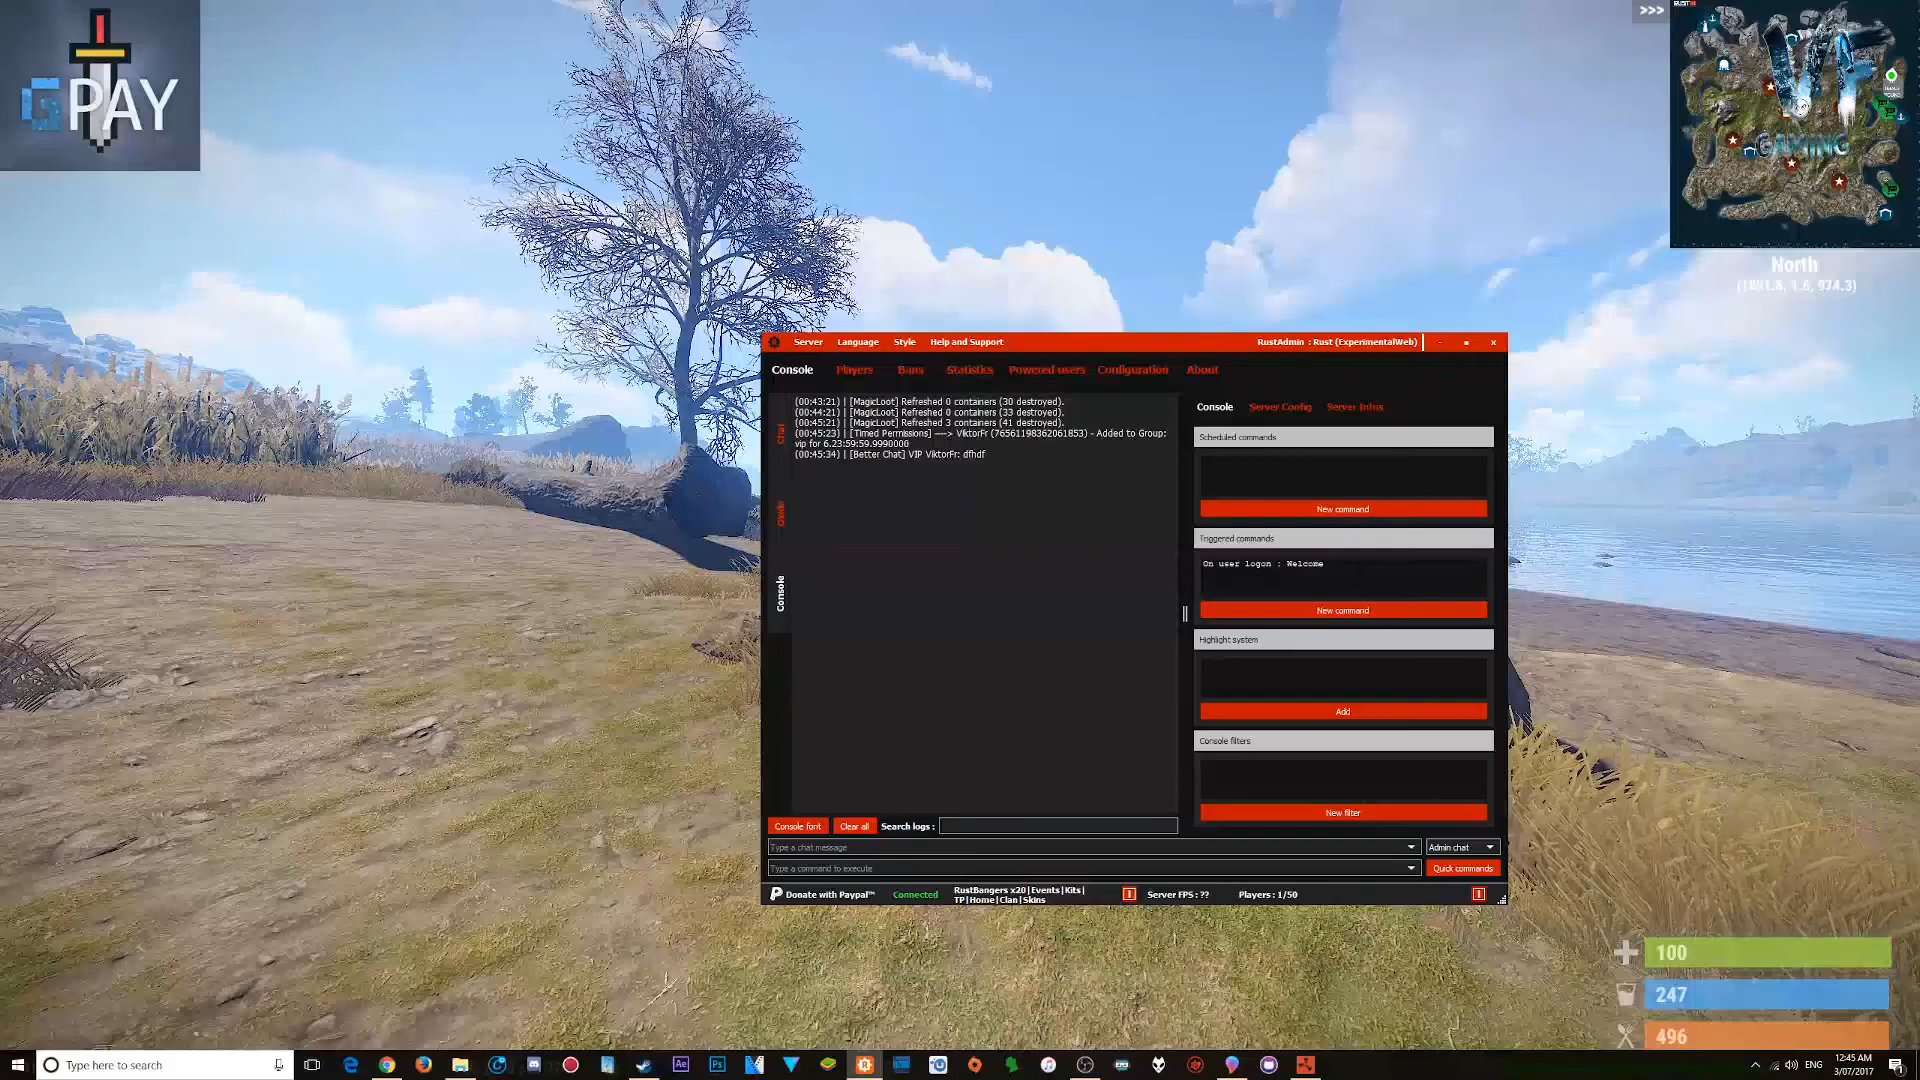 GPAY
>>>
VF
GAMING
North
Server Language Style Help and Support
RustAdmin : Rust (ExperimentalWeb)
Console Players Bans Statistics Powered users Configuration About
(00:43:21) | [MagicLoot] Refreshed 0 containers (30 destroyed).
(00:44:21) | [MagicLoot] Refreshed 0 containers (33 destroyed).
(00:45:21) | [MagicLoot] Refreshed 3 containers (41 destroyed).
(00:45:23) | [Timed Permissions] ----> ViktorFr (76561198362061853) - Added to Group:
vip for 6.23:59:59.9990000
(00:45:34) | [Better Chat] VIP ViktorFr: dfhdf
Chat
Oxide
Console
Console Server Config Server Infos
Scheduled commands
New command
Triggered commands
On user logon : Welcome
New command
Highlight system
Add
Console filters
New filter
Console font Clear all Search logs :
Type a chat message
Admin chat
Type a command to execute
Quick commands
Donate with Paypal™ Connected
RustBangers x20|Events|Kits|
TP|Home|Clan|Skins
Server FPS : ?? Players : 1/50
100
247
496
Type here to search
ENG
12:45 AM
3/07/2017